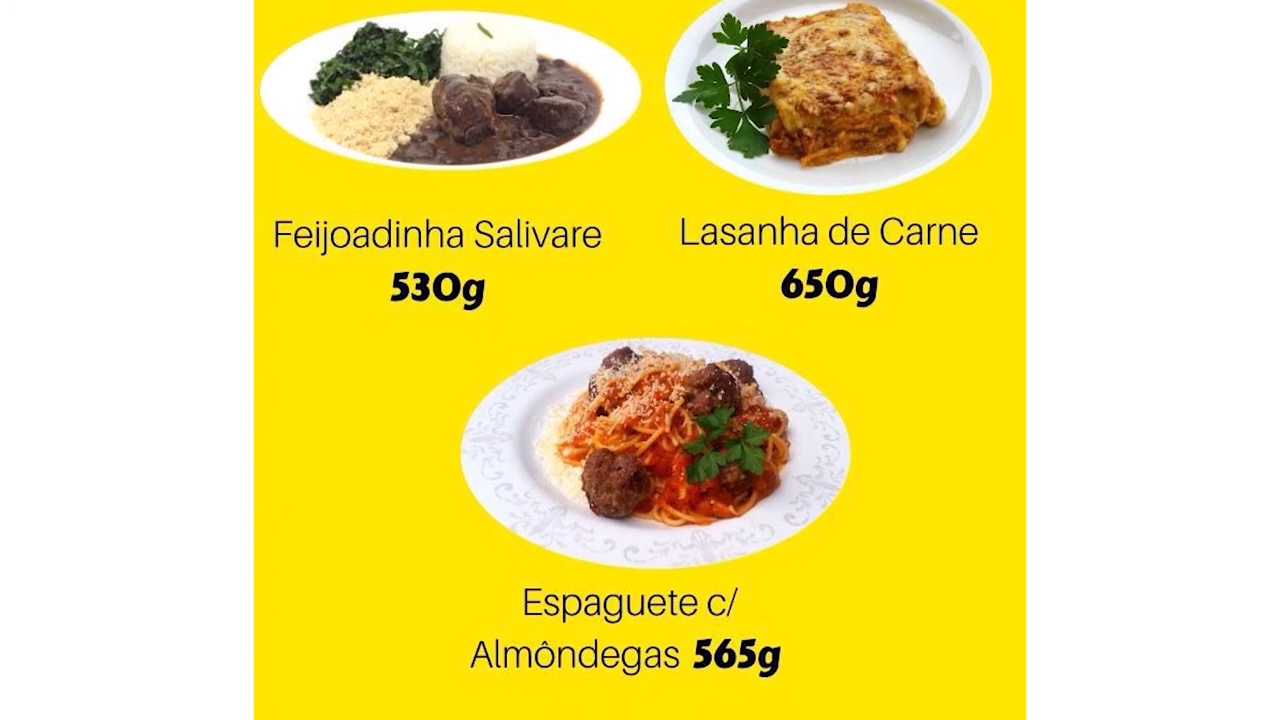 Feijoadinha Salivare
530g
Lasanha de Carne
650g
Espaguete c/
Almôndegas 565g